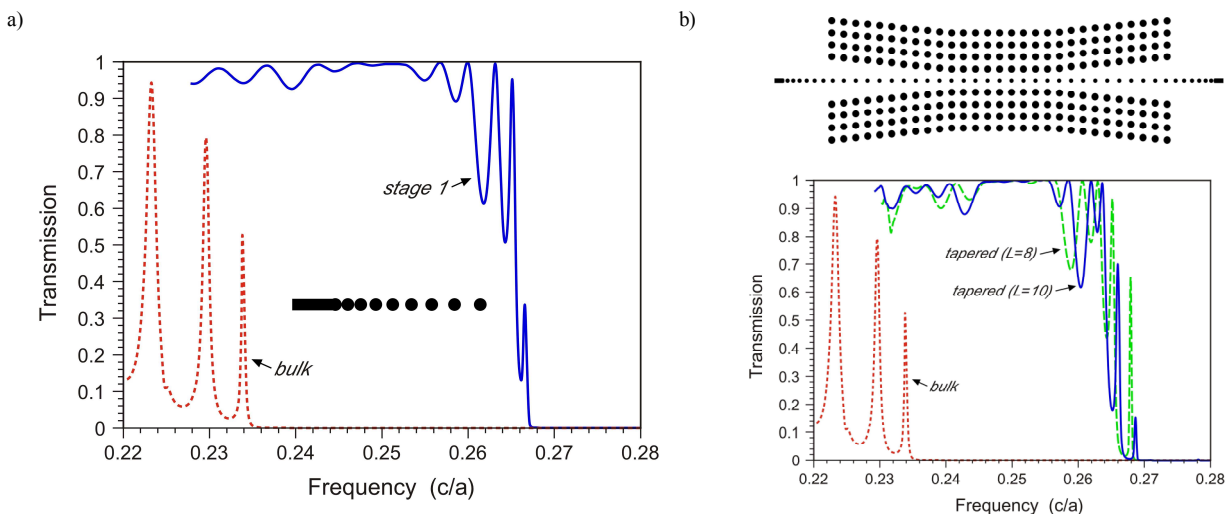 a)
1
0.9
0.8
0.7
0.6
0.5
0.4
0.3
0.2
0.1
0
Transmission
stage 1
bulk
0.22 0.23 0.24 0.25 0.26 0.27 0.28
Frequency (c/a)
b)
1
0.9
0.8
0.7
0.6
0.5
0.4
0.3
0.2
0.1
0
Transmission
tapered (L=8)
tapered (L=10)
bulk
0.22 0.23 0.24 0.25 0.26 0.27 0.28
Frequency (c/a)